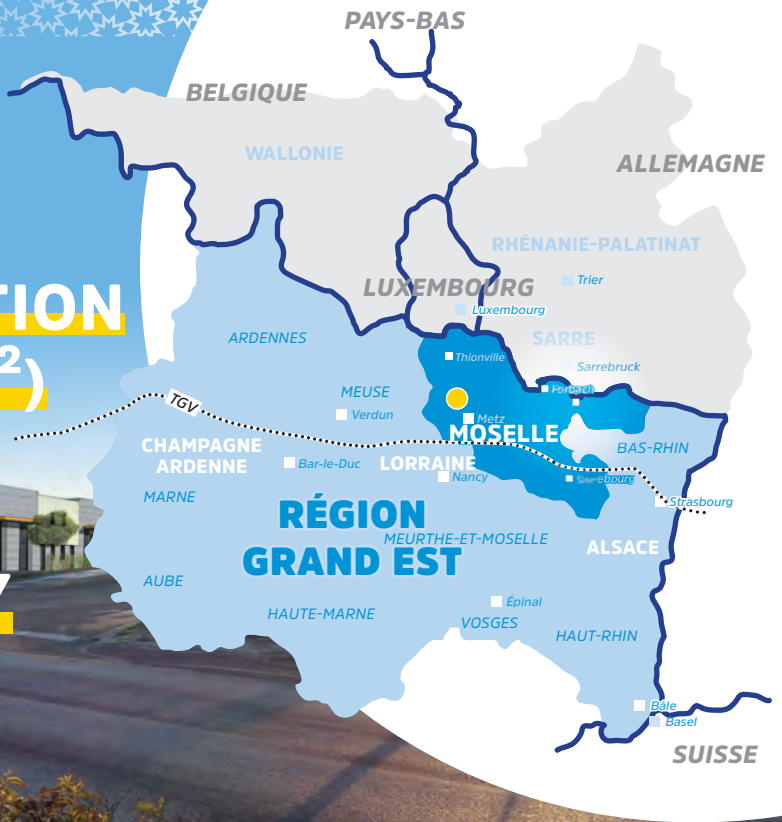 PAYS-BAS
BELGIQUE
WALLONIE
ALLEMAGNE
RHÉNANIE-PALATINAT
Trier
LUXEMBOURG
Luxembourg
TION
²)
ARDENNES
SARRE
Thionville
Sarrebruck
MEUSE
TGV
Verdun
Metz
MOSELLE
CHAMPAGNE
ARDENNE
BAS-RHIN
Bar-le-Duc
LORRAINE
Nancy
MARNE
Strasbourg
RÉGION
GRAND EST
MEURTHE-ET-MOSELLE
ALSACE
AUBE
Épinal
HAUTE-MARNE
VOSGES
HAUT-RHIN
Bâle
Basel
SUISSE